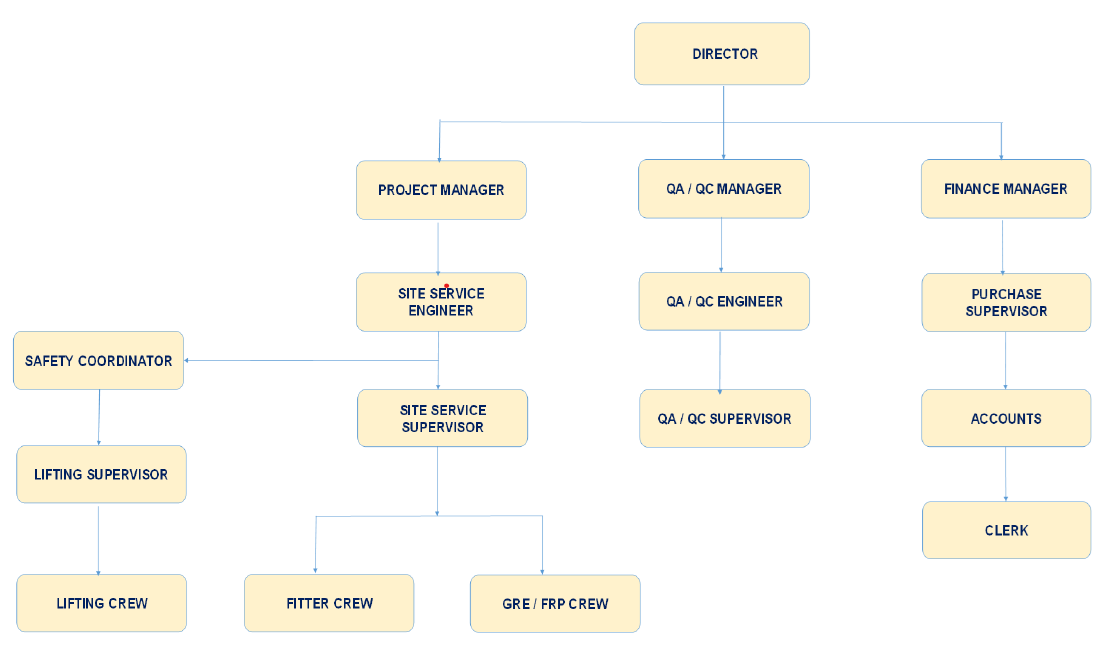 DIRECTOR
PROJECT MANAGER
QA / QC MANAGER
FINANCE MANAGER
SITE SERVICE
ENGINEER
QA / QC ENGINEER
PURCHASE
SUPERVISOR
SAFETY COORDINATOR
SITE SERVICE
SUPERVISOR
QA / QC SUPERVISOR
ACCOUNTS
LIFTING SUPERVISOR
CLERK
LIFTING CREW
FITTER CREW
GRE / FRP CREW